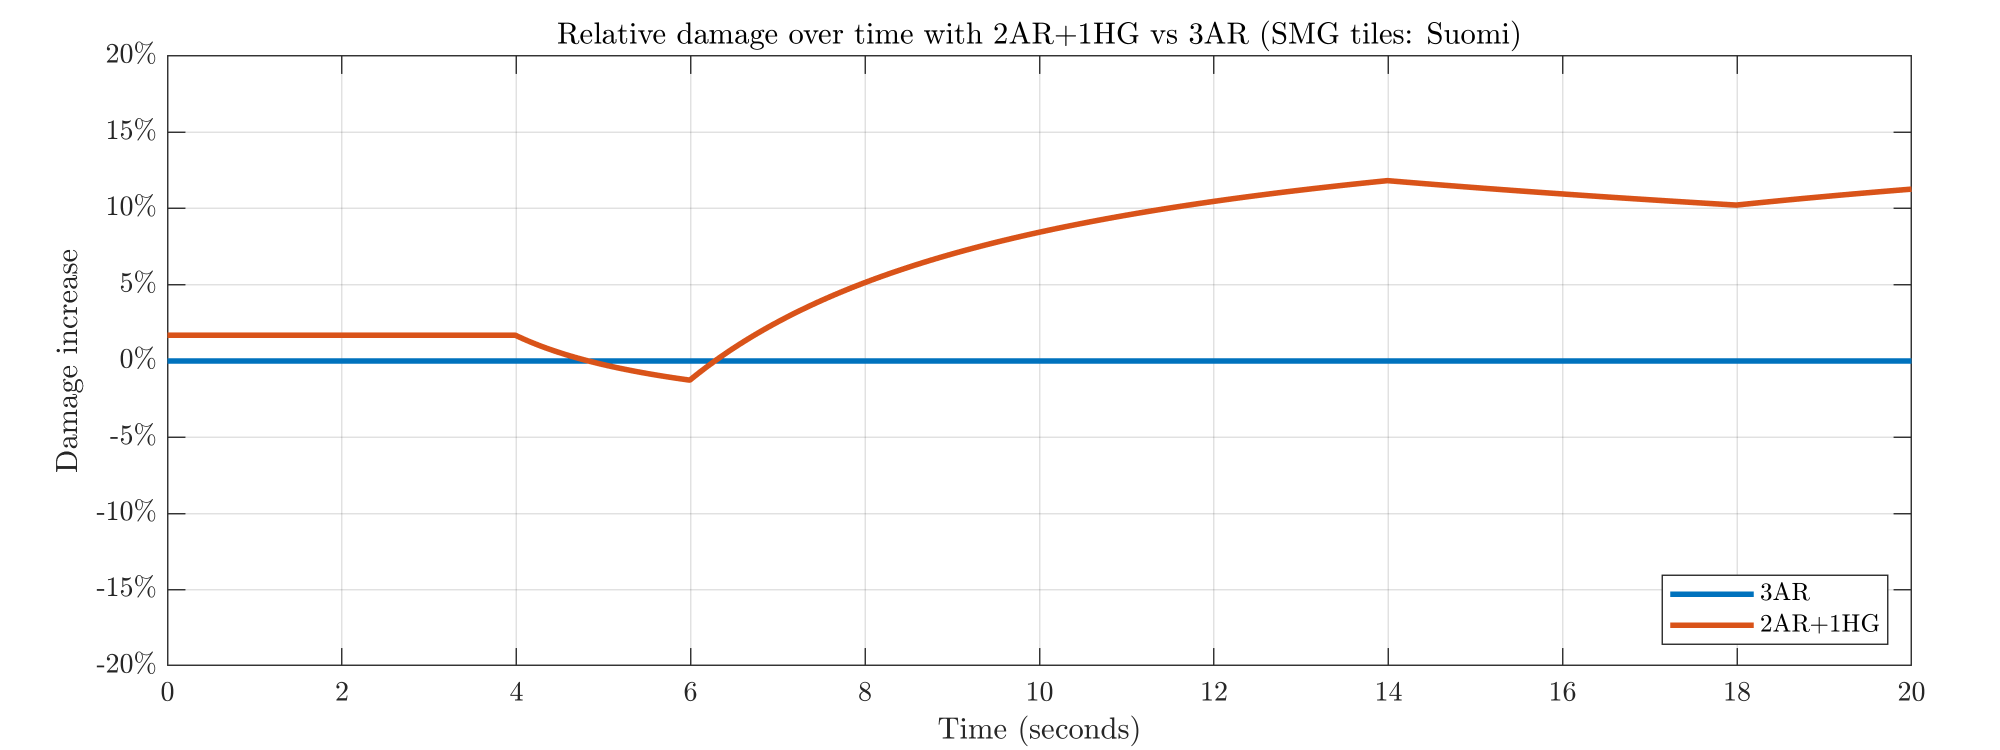 Relative damage over time with 2AR+1HG vs 3AR (SMG tiles: Suomi)
20%
15%
10%
5%
0%
-5%
-10%
-15%
-20%
Damage increase
3AR
2AR+1HG
0 2 4 6 8 10 12 14 16 18 20
Time (seconds)